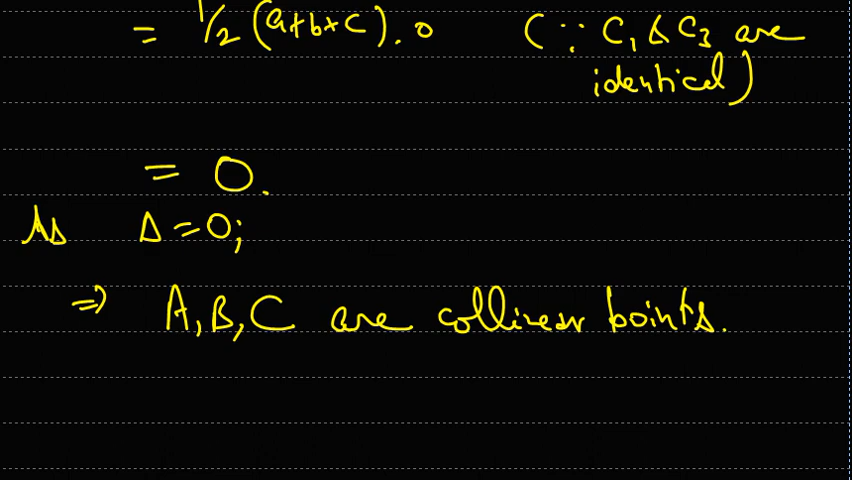 = 1/2 (a+b+c). 0 (∵ C₁ & C₃ are
identical)
= 0.
As Δ = 0;
⇒ A, B, C are collinear points.